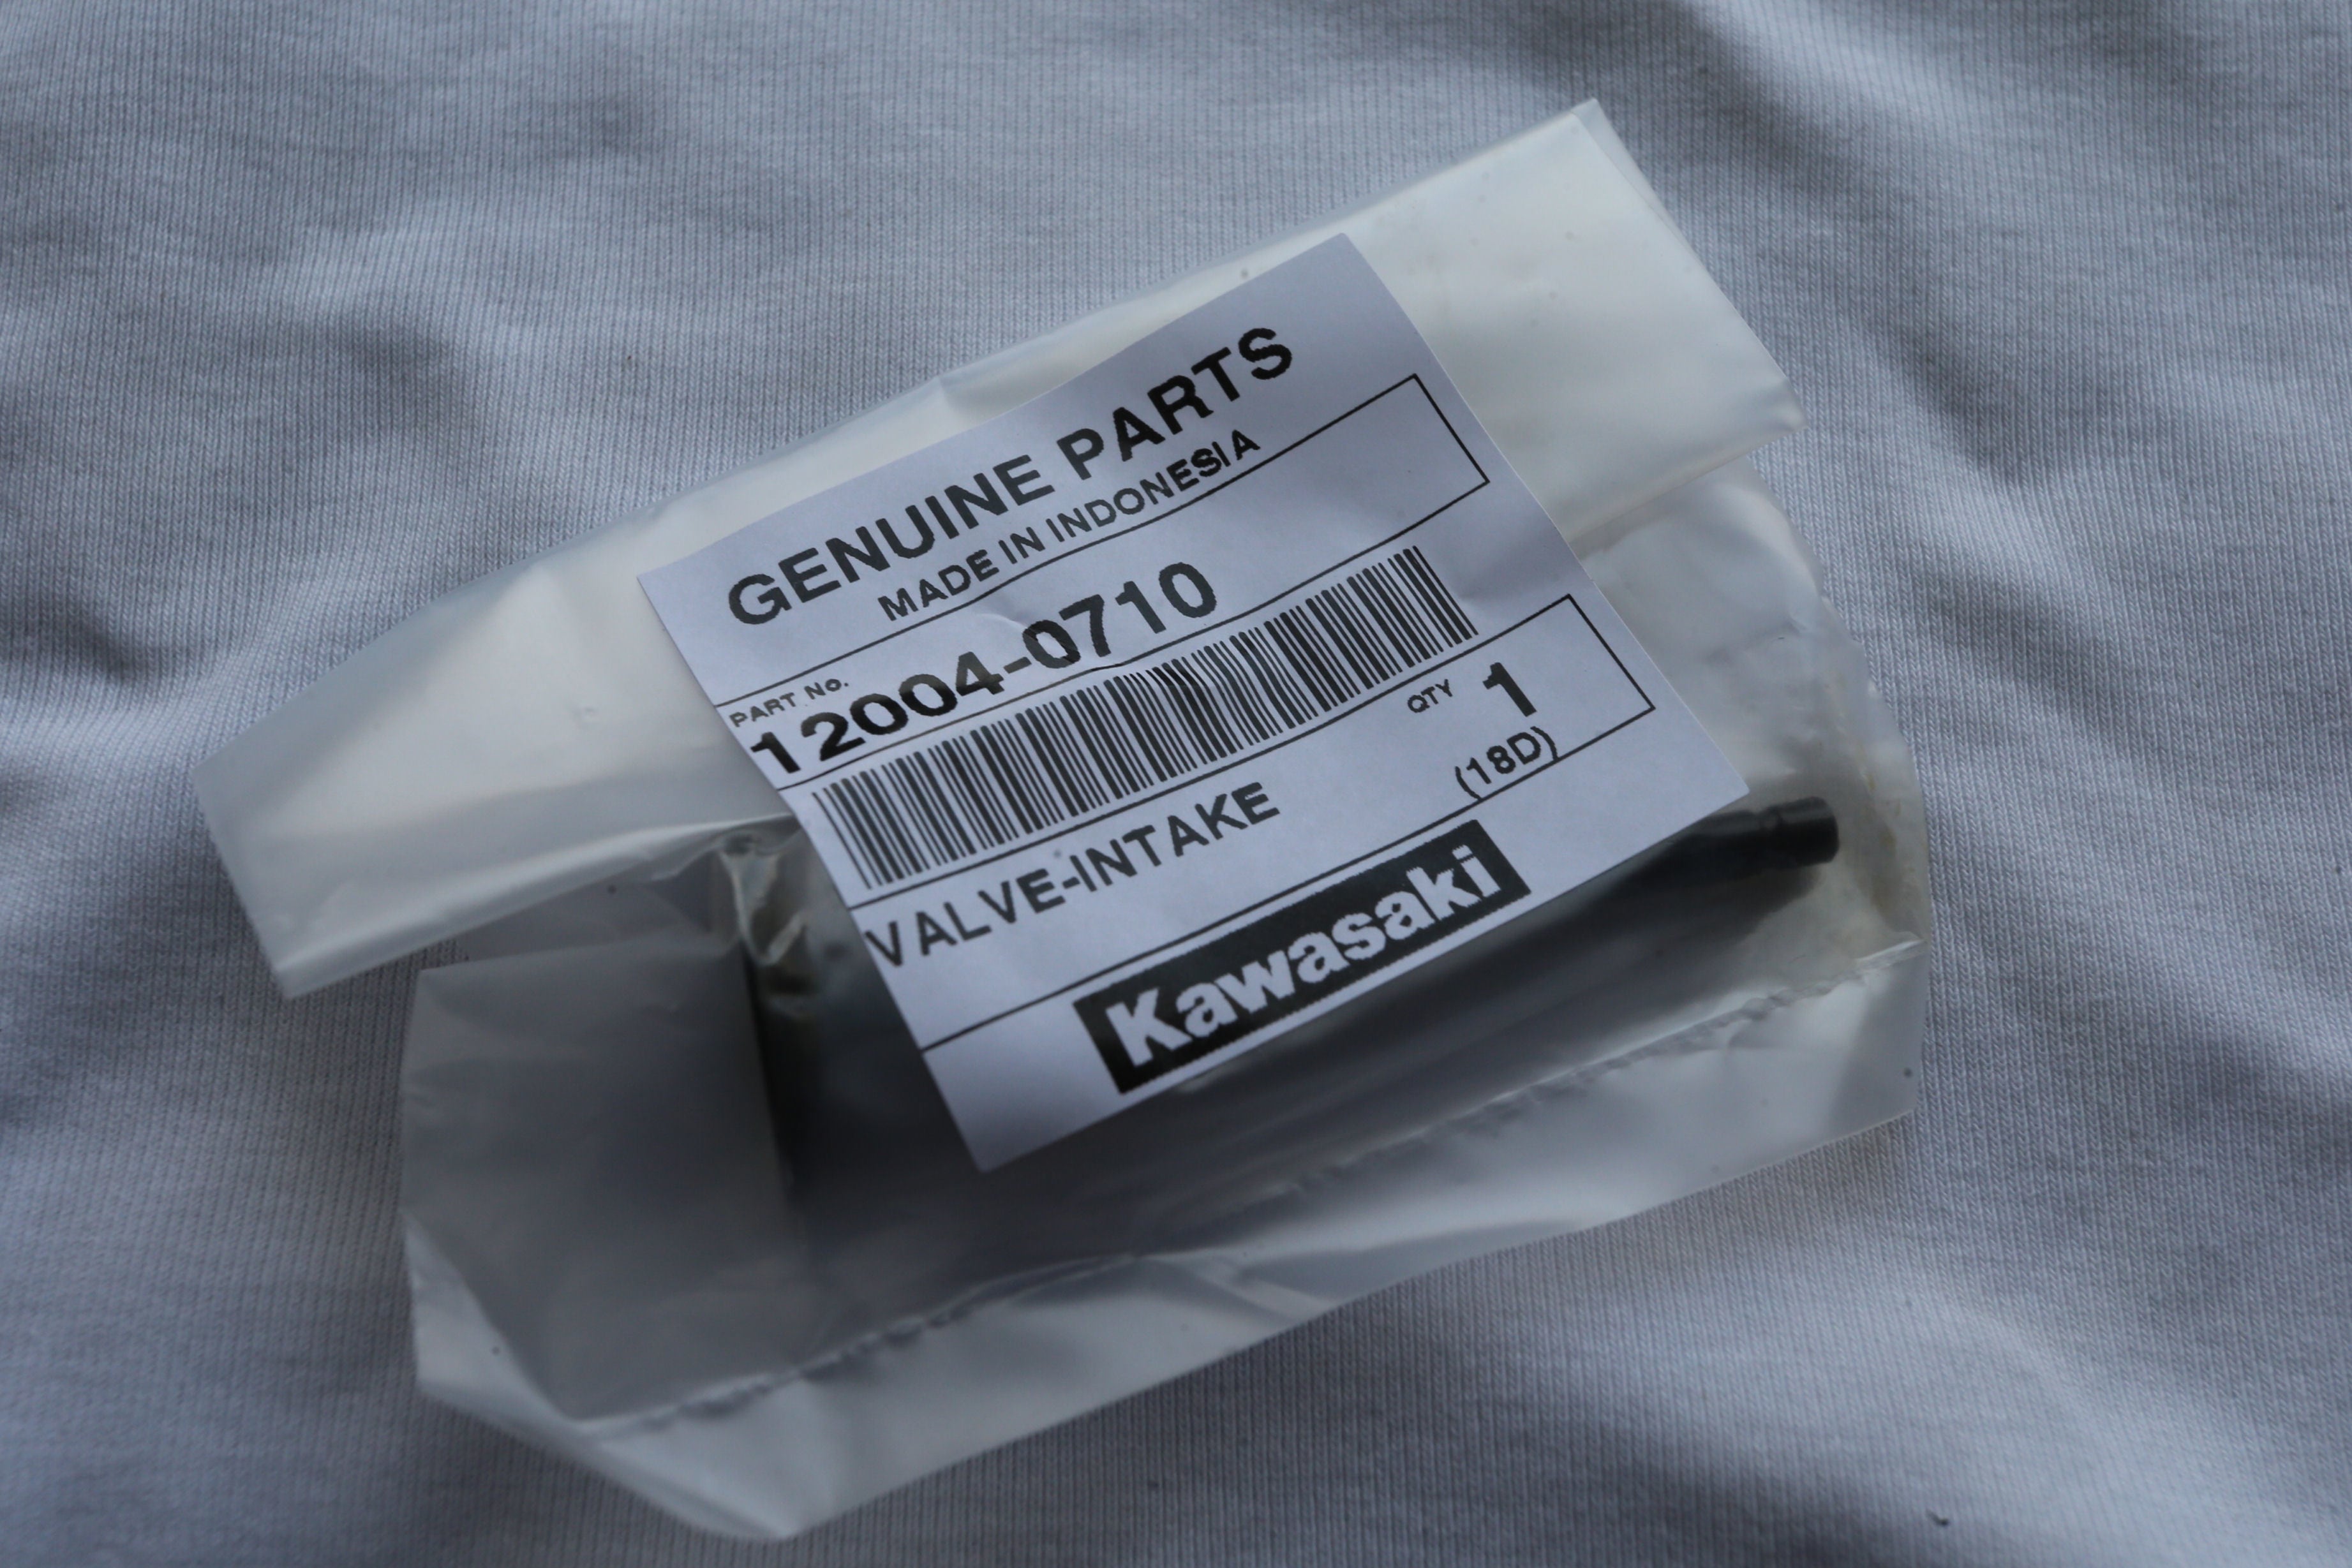 GENUINE PARTS
MADE IN INDONESIA
PART No.
12004-0710
QTY 1
VALVE-INTAKE (18D)
Kawasaki